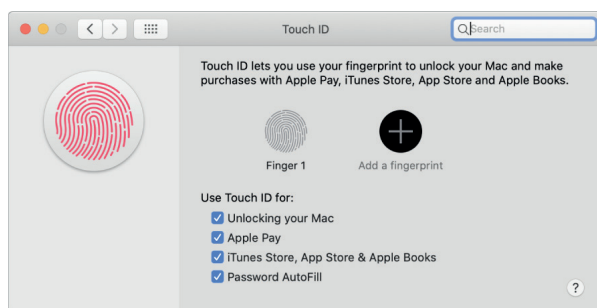 Touch ID
Search
Touch ID lets you use your fingerprint to unlock your Mac and make
purchases with Apple Pay, iTunes Store, App Store and Apple Books.
Finger 1
Add a fingerprint
Use Touch ID for:
Unlocking your Mac
Apple Pay
iTunes Store, App Store & Apple Books
Password AutoFill
?